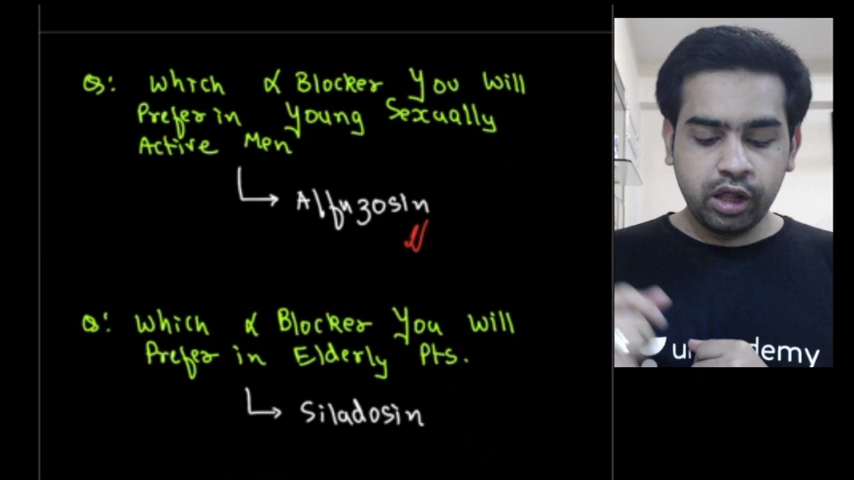 Q: Which α Blocker You Will
Prefer in Young Sexually
Active Men
Alfuzosin
Q: Which α Blocker You Will
Prefer in Elderly Pts.
Siladosin
demy